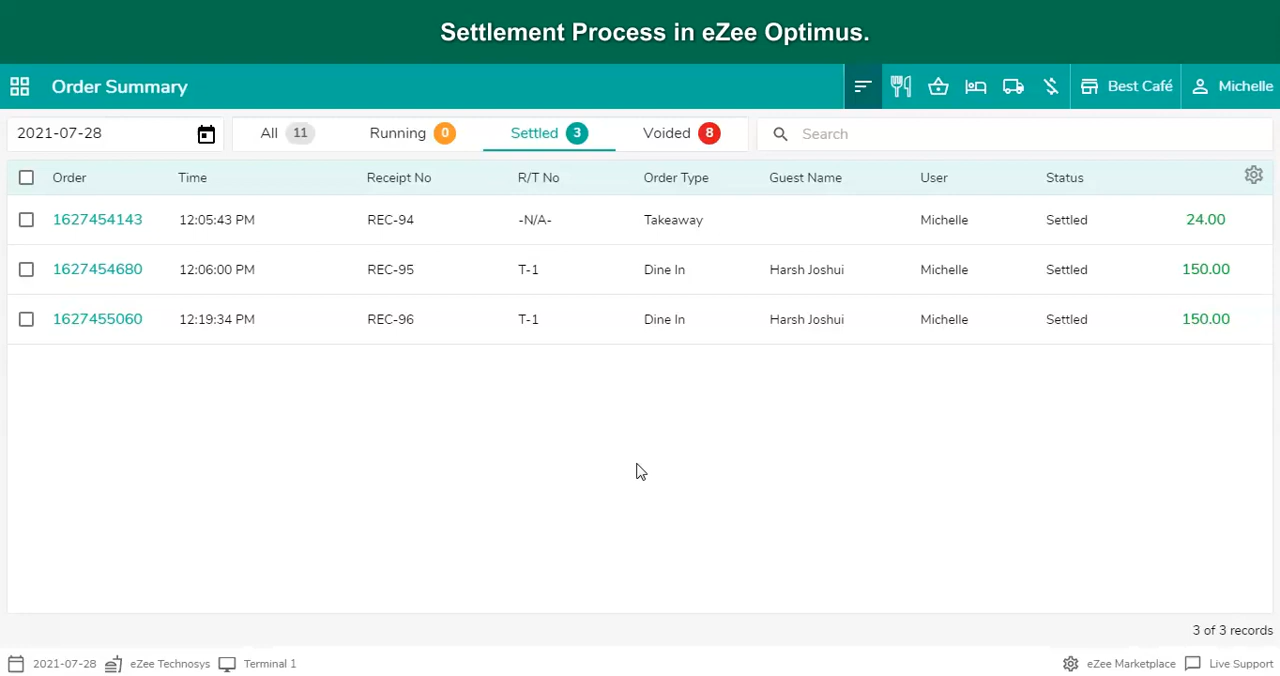 Settlement Process in eZee Optimus.
Order Summary
Best Café
Michelle
2021-07-28
All 11
Running 0
Settled 3
Voided 8
Search
Order Time Receipt No R/T No Order Type Guest Name User Status
1627454143 12:05:43 PM REC-94 -N/A- Takeaway Michelle Settled 24.00
1627454680 12:06:00 PM REC-95 T-1 Dine In Harsh Joshui Michelle Settled 150.00
1627455060 12:19:34 PM REC-96 T-1 Dine In Harsh Joshui Michelle Settled 150.00
3 of 3 records
2021-07-28 eZee Technosys Terminal 1 eZee Marketplace Live Support